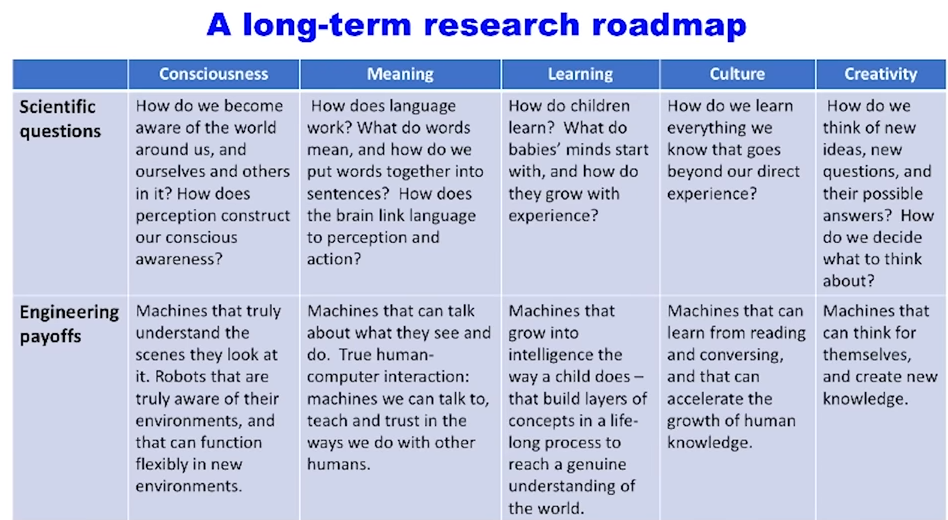 A long-term research roadmap
Consciousness
Meaning
Learning
Culture
Creativity
Scientific
questions
How do we become
aware of the world
around us, and
ourselves and others
in it? How does
perception construct
our conscious
awareness?
How does language
work? What do words
mean, and how do we
put words together into
sentences? How does
the brain link language
to perception and
action?
How do children
learn? What do
babies' minds start
with, and how do
they grow with
experience?
How do we learn
everything we
know that goes
beyond our direct
experience?
How do we
think of new
ideas, new
questions, and
their possible
answers? How
do we decide
what to think
about?
Engineering
payoffs
Machines that truly
understand the
scenes they look at
it. Robots that are
truly aware of their
environments, and
that can function
flexibly in new
environments.
Machines that can talk
about what they see and
do. True human-
computer interaction:
machines we can talk to,
teach and trust in the
ways we do with other
humans.
Machines that
grow into
intelligence the
way a child does –
that build layers of
concepts in a life-
long process to
reach a genuine
understanding of
the world.
Machines that can
learn from reading
and conversing,
and that can
accelerate the
growth of human
knowledge.
Machines that
can think for
themselves,
and create new
knowledge.